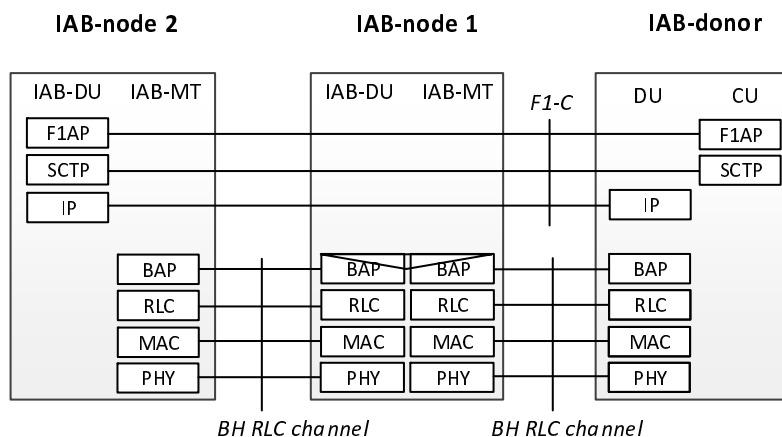 IAB-node 2 IAB-node 1 IAB-donor
IAB-DU IAB-MT IAB-DU IAB-MT F1-C DU CU
F1AP F1AP
SCTP SCTP
IP IP
BAP BAP BAP BAP
RLC RLC RLC RLC
MAC MAC MAC MAC
PHY PHY PHY PHY
BH RLC channel BH RLC channel